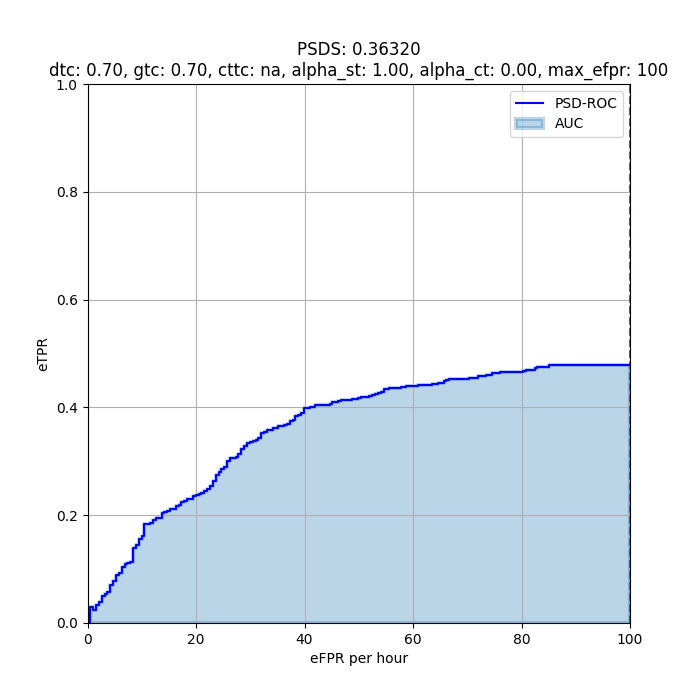 PSDS: 0.36320
dtc: 0.70, gtc: 0.70, cttc: na, alpha_st: 1.00, alpha_ct: 0.00, max_efpr: 100
PSD-ROC
AUC
1.0
0.8
0.6
0.4
0.2
0.0
eTPR
0 20 40 60 80 100
eFPR per hour